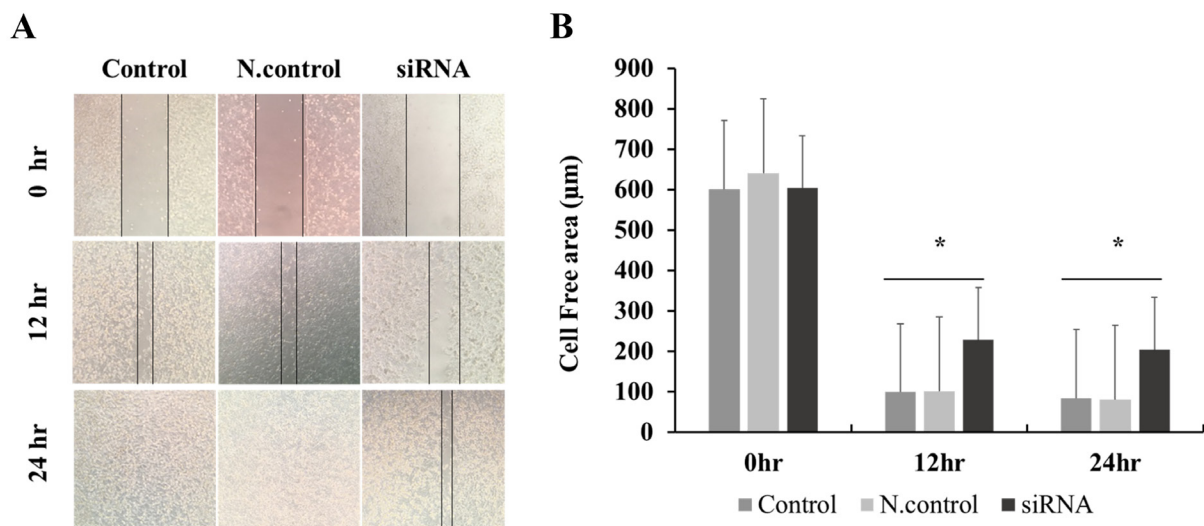 A
Control N.control siRNA
0 hr
12 hr
24 hr
B
Cell Free area (µm)
900
800
700
600
500
400
300
200
100
0
* *
0hr 12hr 24hr
Control N.control siRNA